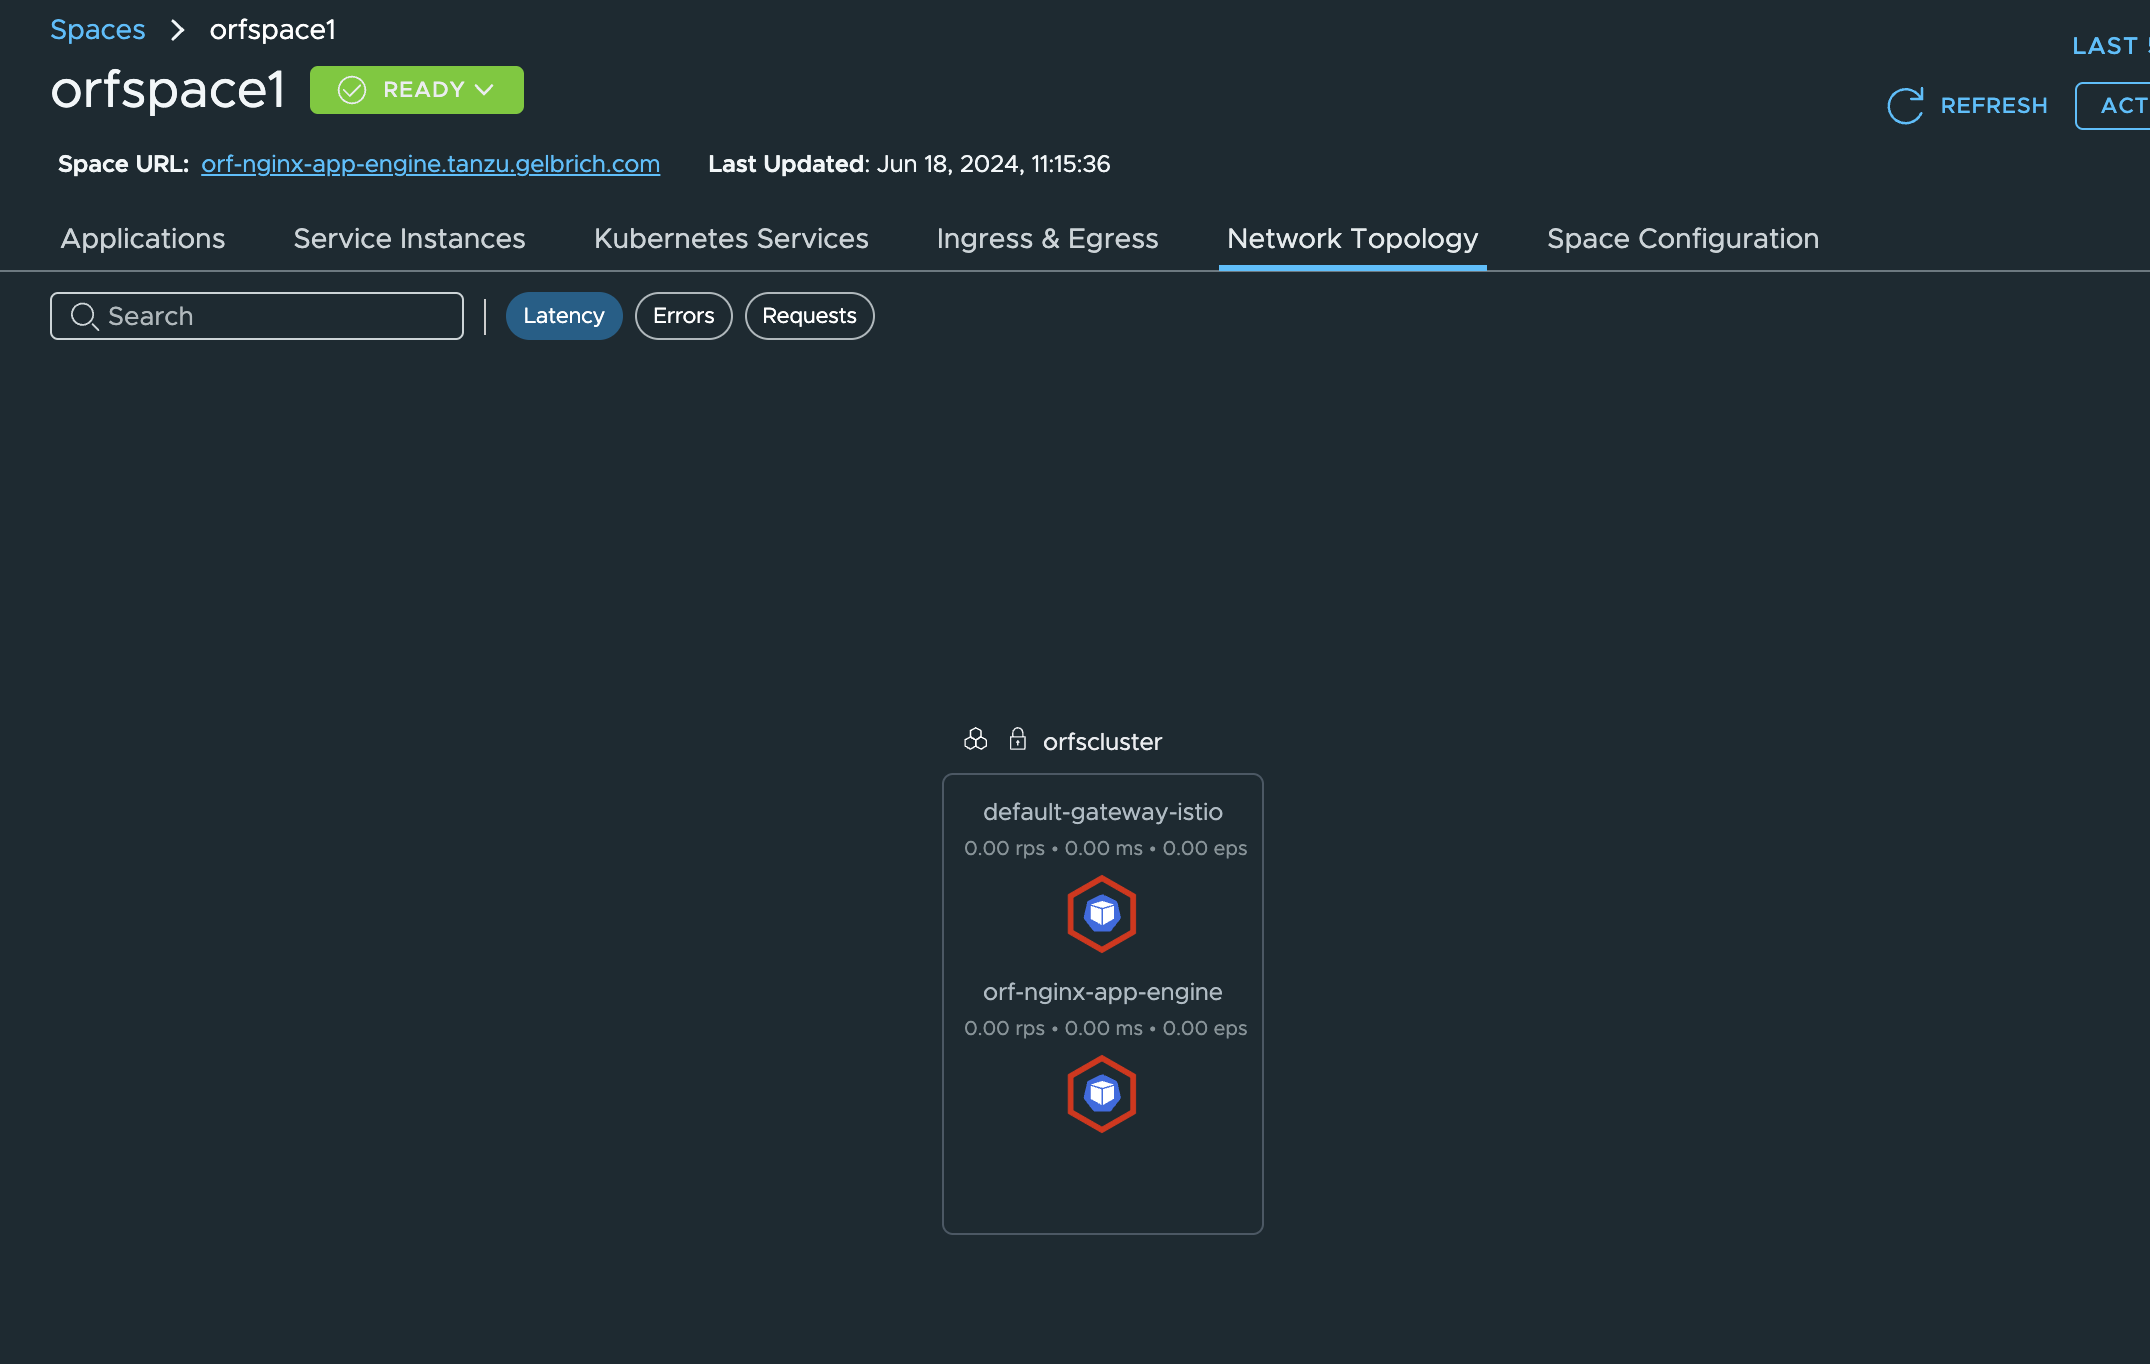 Spaces > orfspace1
LAST
orfspace1 READY
REFRESH ACT
Space URL: orf-nginx-app-engine.tanzu.gelbrich.com Last Updated: Jun 18, 2024, 11:15:36
Applications Service Instances Kubernetes Services Ingress & Egress Network Topology Space Configuration
Search Latency Errors Requests
orfscluster
default-gateway-istio
0.00 rps • 0.00 ms • 0.00 eps
orf-nginx-app-engine
0.00 rps • 0.00 ms • 0.00 eps